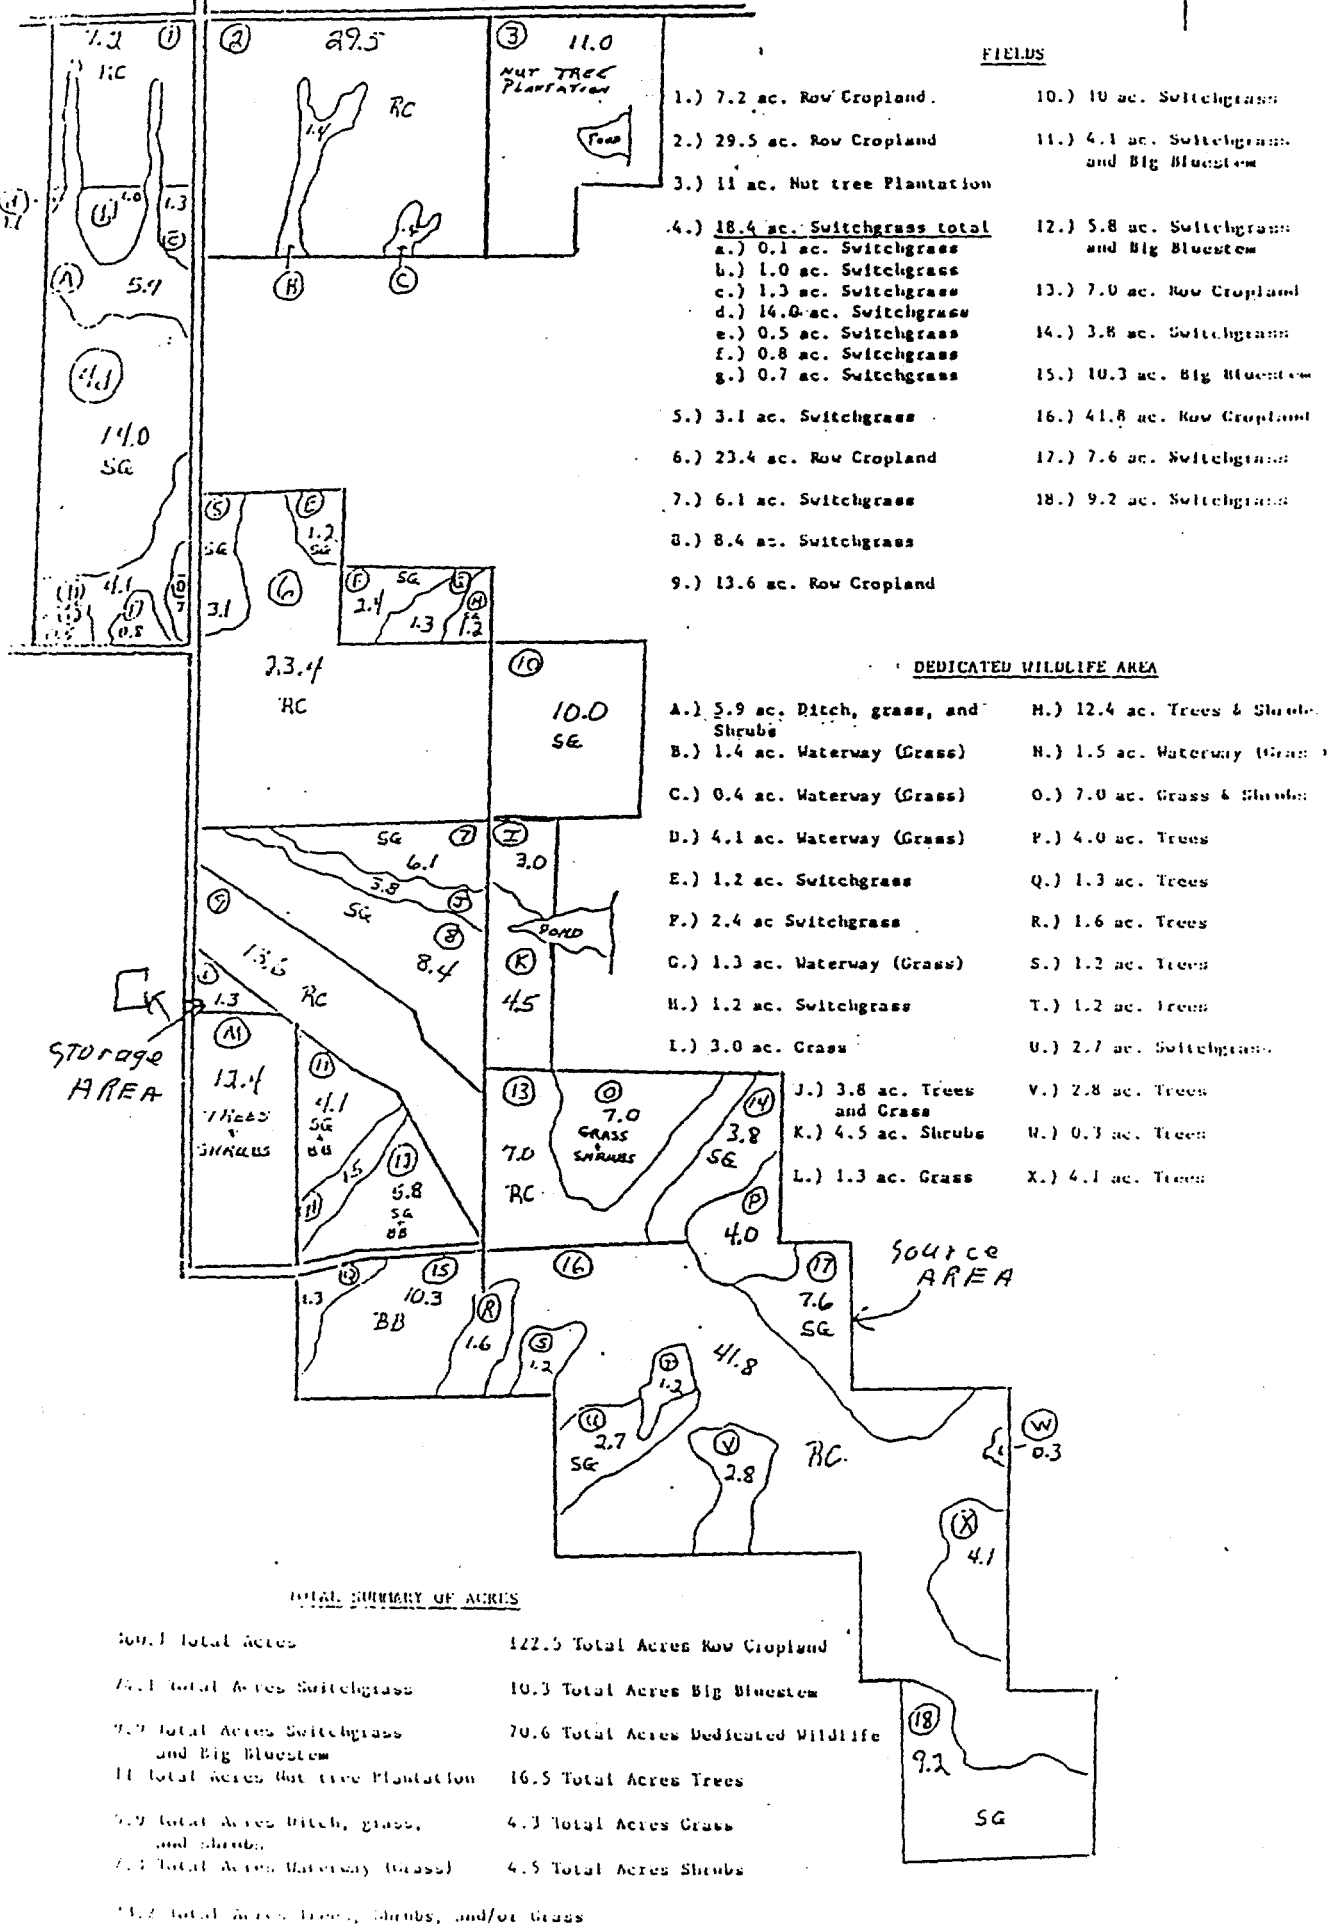 7.2 ① ② 29.5 ③ 11.0
RC
NUT TREE
PLANTATION
RC
1.4
POND
.4
1.0
1.3
Ⓐ 5.9
Ⓑ Ⓒ
4d
14.0
SG
⑤ Ⓔ
SG 1.2
SG
⑥
Ⓕ SG Ⓖ
2.4 Ⓗ
1.3 1.2
3.1
4.1
0.8
23.4
RC
⑩
10.0
SG
SG ⑦ Ⓘ
6.1 3.0
3.8 Ⓙ
SG
⑧
8.4
POND
⑨
13.6
RC
Ⓚ
4.5
1.3
STORAGE
AREA
Ⓜ
12.4
TREES
&
SHRUBS
⑪
4.1
SG
+
BB
1.5
5.8
SG
+
BB
⑬ Ⓞ ⑭
7.0
GRASS
+
SHRUBS
3.8
SG
7.0
RC
Ⓟ
4.0
SOURCE
AREA
⑮ ⑯ ⑰
1.3 10.3
BB
Ⓡ
1.6
Ⓢ
1.2
7.6
SG
41.8
Ⓣ
1.2
Ⓤ
2.7
SG
Ⓥ
2.8
RC.
Ⓦ
0.3
Ⓧ
4.1
⑱
9.2
SG
FIELDS
1.) 7.2 ac. Row Cropland.
2.) 29.5 ac. Row Cropland
3.) 11 ac. Nut tree Plantation
4.) 18.4 ac. Switchgrass total
a.) 0.1 ac. Switchgrass
b.) 1.0 ac. Switchgrass
c.) 1.3 ac. Switchgrass
d.) 14.0 ac. Switchgrass
e.) 0.5 ac. Switchgrass
f.) 0.8 ac. Switchgrass
g.) 0.7 ac. Switchgrass
5.) 3.1 ac. Switchgrass
6.) 23.4 ac. Row Cropland
7.) 6.1 ac. Switchgrass
8.) 8.4 ac. Switchgrass
9.) 13.6 ac. Row Cropland
10.) 10 ac. Switchgrass
11.) 4.1 ac. Switchgrass
and Big Bluestem
12.) 5.8 ac. Switchgrass
and Big Bluestem
13.) 7.0 ac. Row Cropland
14.) 3.8 ac. Switchgrass
15.) 10.3 ac. Big Bluestem
16.) 41.8 ac. Row Cropland
17.) 7.6 ac. Switchgrass
18.) 9.2 ac. Switchgrass
DEDICATED WILDLIFE AREA
A.) 5.9 ac. Ditch, grass, and
Shrubs
B.) 1.4 ac. Waterway (Grass)
C.) 0.4 ac. Waterway (Grass)
D.) 4.1 ac. Waterway (Grass)
E.) 1.2 ac. Switchgrass
F.) 2.4 ac Switchgrass
G.) 1.3 ac. Waterway (Grass)
H.) 1.2 ac. Switchgrass
I.) 3.0 ac. Grass
J.) 3.8 ac. Trees
and Grass
K.) 4.5 ac. Shrubs
L.) 1.3 ac. Grass
M.) 12.4 ac. Trees & Shrubs
N.) 1.5 ac. Waterway (Grass)
O.) 7.0 ac. Grass & Shrubs
P.) 4.0 ac. Trees
Q.) 1.3 ac. Trees
R.) 1.6 ac. Trees
S.) 1.2 ac. Trees
T.) 1.2 ac. Trees
U.) 2.7 ac. Switchgrass
V.) 2.8 ac. Trees
W.) 0.3 ac. Trees
X.) 4.1 ac. Trees
TOTAL SUMMARY OF ACRES
Total Acres
Total Acres Switchgrass
9.9 Total Acres Switchgrass
and Big Bluestem
11 Total Acres Nut tree Plantation
5.9 Total Acres Ditch, grass,
and shrubs
Total Acres Waterway (Grass)
Total Acres Trees, Shrubs, and/or Grass
122.5 Total Acres Row Cropland
10.3 Total Acres Big Bluestem
70.6 Total Acres Dedicated Wildlife
16.5 Total Acres Trees
4.3 Total Acres Grass
4.5 Total Acres Shrubs